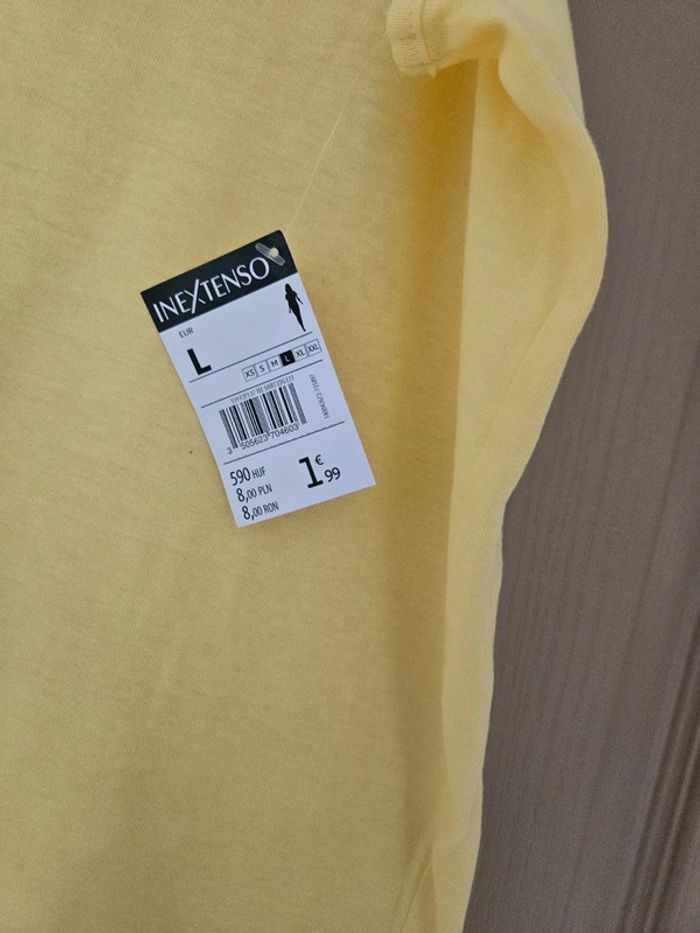 INEXTENSO
EUR
L
XS S M L XL XXL
3 505623 704603
590 HUF
8,00 PLN
8,00 RON
1€99